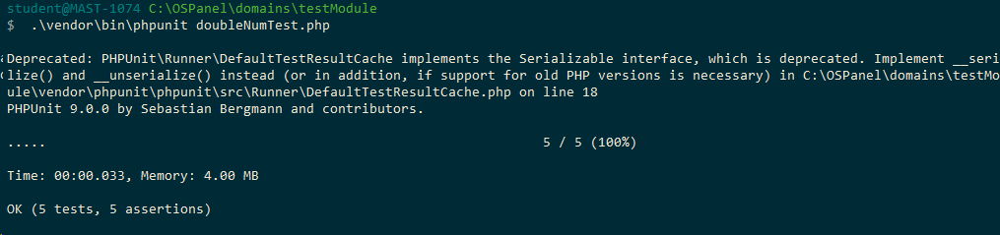 student@MAST-1074 C:\OSPanel\domains\testModule
$ .\vendor\bin\phpunit doubleNumTest.php
Deprecated: PHPUnit\Runner\DefaultTestResultCache implements the Serializable interface, which is deprecated. Implement __seri
lize() and __unserialize() instead (or in addition, if support for old PHP versions is necessary) in C:\OSPanel\domains\testMo
ule\vendor\phpunit\phpunit\src\Runner\DefaultTestResultCache.php on line 18
PHPUnit 9.0.0 by Sebastian Bergmann and contributors.
..... 5 / 5 (100%)
Time: 00:00.033, Memory: 4.00 MB
OK (5 tests, 5 assertions)